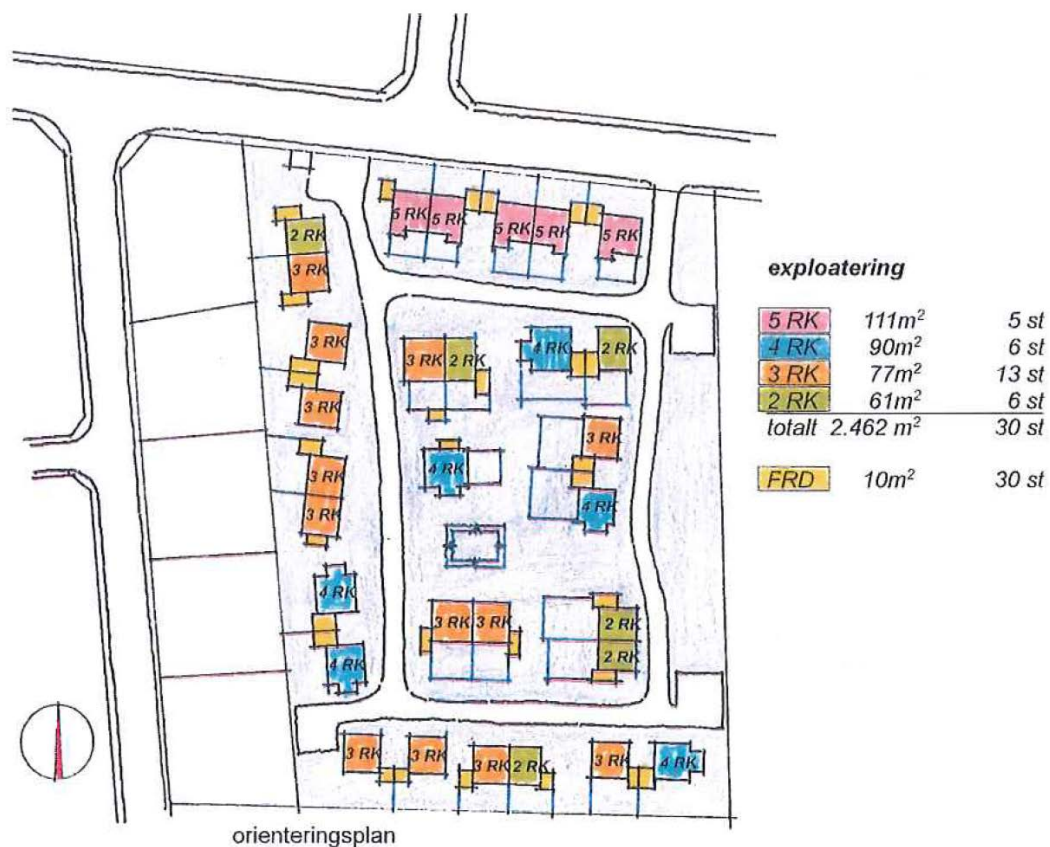 5 RK 5 RK 5 RK 5 RK 5 RK
2 RK
3 RK
3 RK
3 RK
3 RK
3 RK
4 RK
4 RK
3 RK 2 RK
4 RK 2 RK
4 RK
3 RK
4 RK
3 RK 3 RK
2 RK
2 RK
3 RK 3 RK 3 RK 2 RK 3 RK 4 RK
exploatering
5 RK 111m² 5 st
4 RK 90m² 6 st
3 RK 77m² 13 st
2 RK 61m² 6 st
totalt 2.462 m² 30 st
FRD 10m² 30 st
orienteringsplan